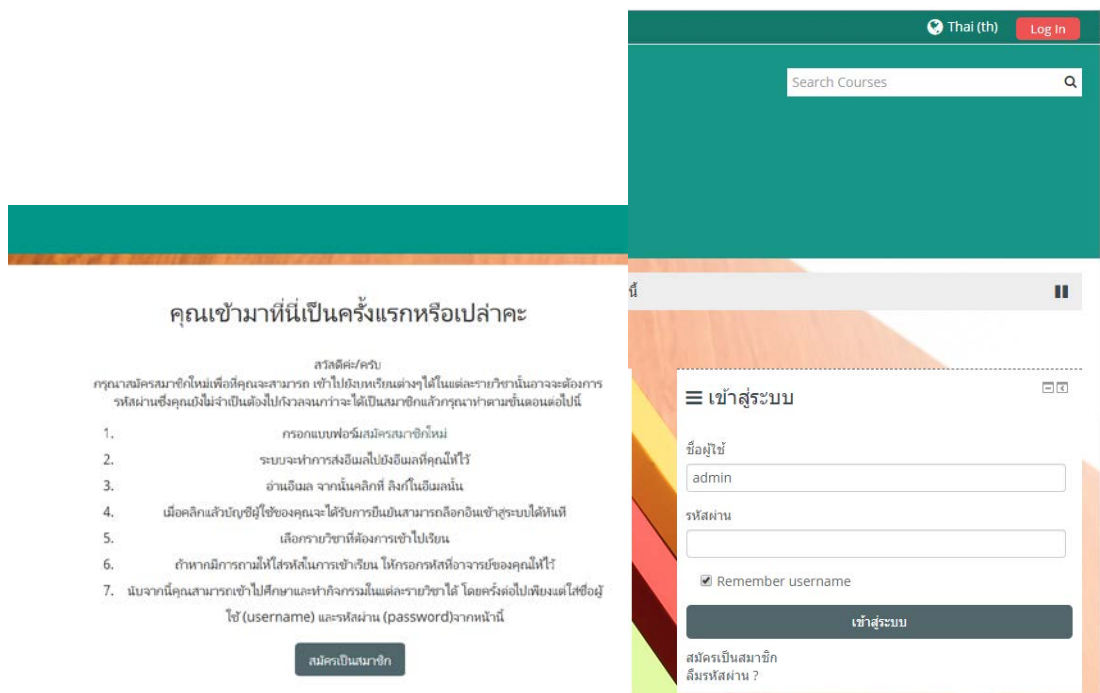 Thai (th)
Log In
Search Courses
นี้
คุณเข้ามาที่นี่เป็นครั้งแรกหรือเปล่าคะ
สวัสดีค่ะ/ครับ
กรุณาสมัครสมาชิกใหม่เพื่อที่คุณจะสามารถ เข้าไปยังบทเรียนต่างๆได้ในแต่ละรายวิชานั้นอาจจะต้องการ
รหัสผ่านซึ่งคุณยังไม่จำเป็นต้องไปกังวลจนกว่าจะได้เป็นสมาชิกแล้วกรุณาทำตามขั้นตอนต่อไปนี้
1. กรอกแบบฟอร์มสมัครสมาชิกใหม่
2. ระบบจะทำการส่งอีเมลไปยังอีเมลที่คุณให้ไว้
3. อ่านอีเมล จากนั้นคลิกที่ ลิงก์ในอีเมลนั้น
4. เมื่อคลิกแล้วบัญชีผู้ใช้ของคุณจะได้รับการยืนยันสามารถล็อกอินเข้าสู่ระบบได้ทันที
5. เลือกรายวิชาที่ต้องการเข้าไปเรียน
6. ถ้าหากมีการถามให้ใส่รหัสในการเข้าเรียน ให้กรอกรหัสที่อาจารย์ของคุณให้ไว้
7. นับจากนี้คุณสามารถเข้าไปศึกษาและทำกิจกรรมในแต่ละรายวิชาได้ โดยครั้งต่อไปเพียงแต่ใส่ชื่อผู้
ใช้ (username) และรหัสผ่าน (password)จากหน้านี้
สมัครเป็นสมาชิก
เข้าสู่ระบบ
ชื่อผู้ใช้
admin
รหัสผ่าน
Remember username
เข้าสู่ระบบ
สมัครเป็นสมาชิก
ลืมรหัสผ่าน ?